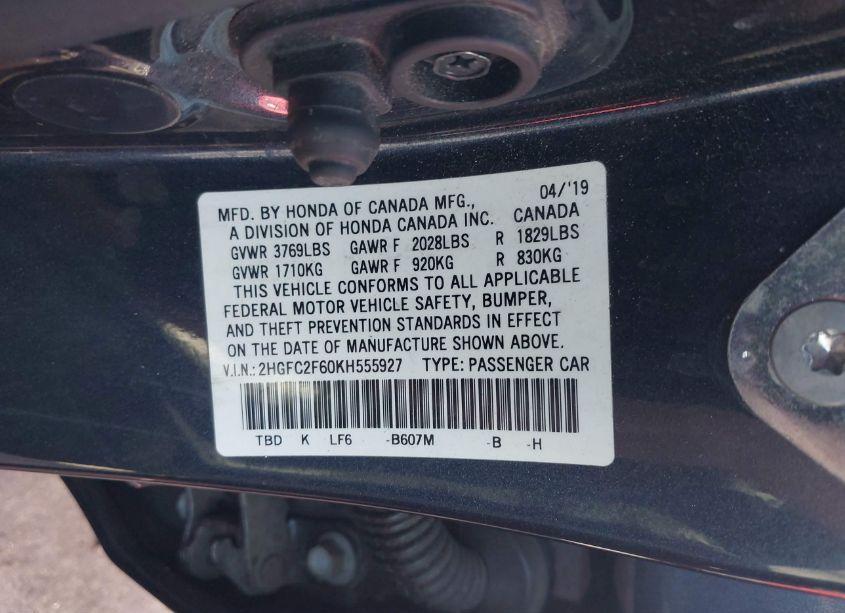 MFD. BY HONDA OF CANADA MFG., 04/'19
A DIVISION OF HONDA CANADA INC. CANADA
GVWR 3769LBS GAWR F 2028LBS R 1829LBS
GVWR 1710KG GAWR F 920KG R 830KG
THIS VEHICLE CONFORMS TO ALL APPLICABLE
FEDERAL MOTOR VEHICLE SAFETY, BUMPER,
AND THEFT PREVENTION STANDARDS IN EFFECT
ON THE DATE OF MANUFACTURE SHOWN ABOVE.
V.I.N.: 2HGFC2F60KH555927 TYPE: PASSENGER CAR
TBD K LF6 -B607M -B -H